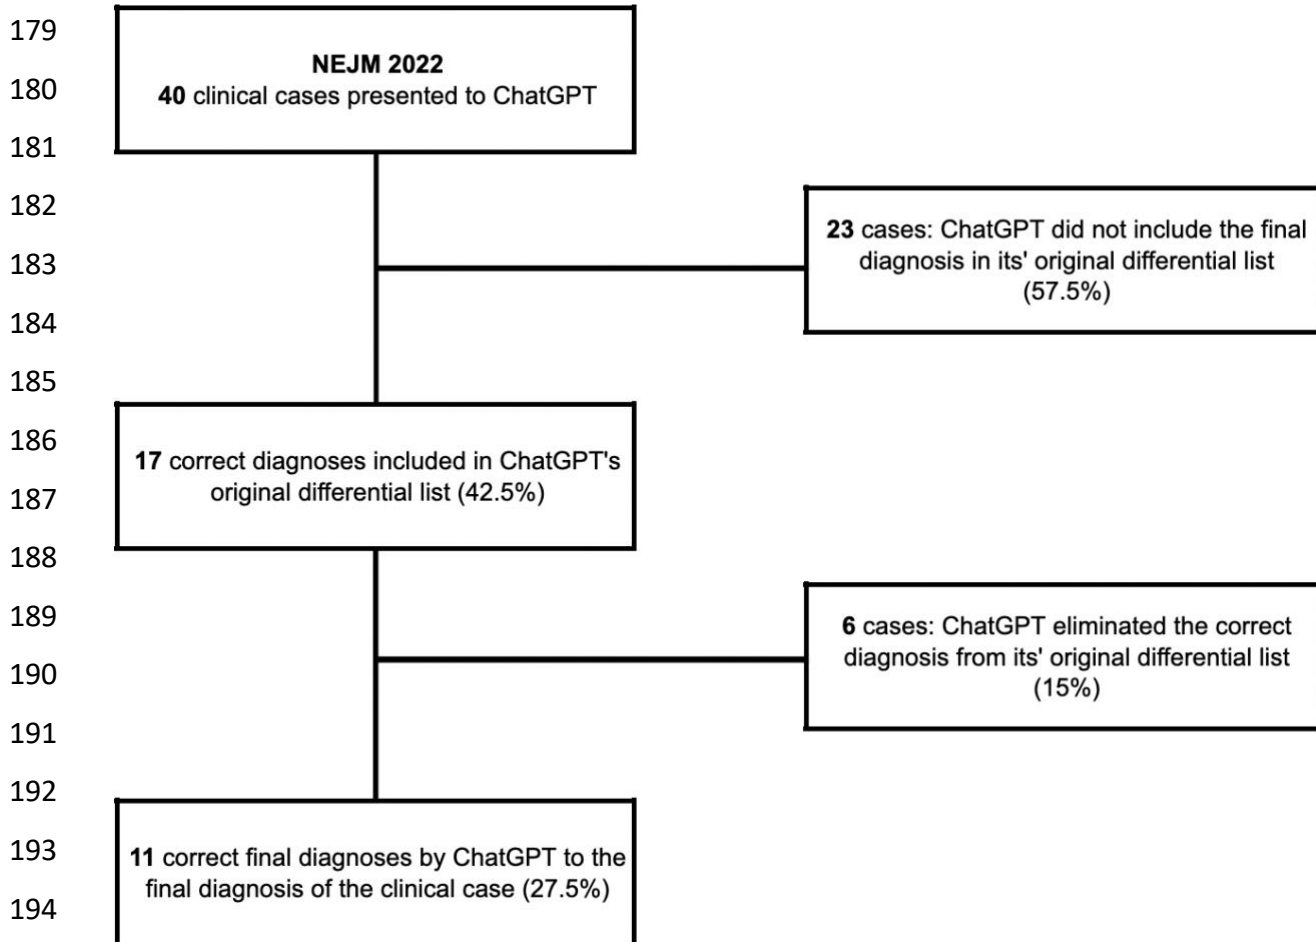 179
NEJM 2022
180
40 clinical cases presented to ChatGPT
181
182
23 cases: ChatGPT did not include the final
183
diagnosis in its' original differential list
(57.5%)
184
185
186
17 correct diagnoses included in ChatGPT's
original differential list (42.5%)
187
188
189
6 cases: ChatGPT eliminated the correct
190
diagnosis from its' original differential list
(15%)
191
192
193
11 correct final diagnoses by ChatGPT to the
final diagnosis of the clinical case (27.5%)
194